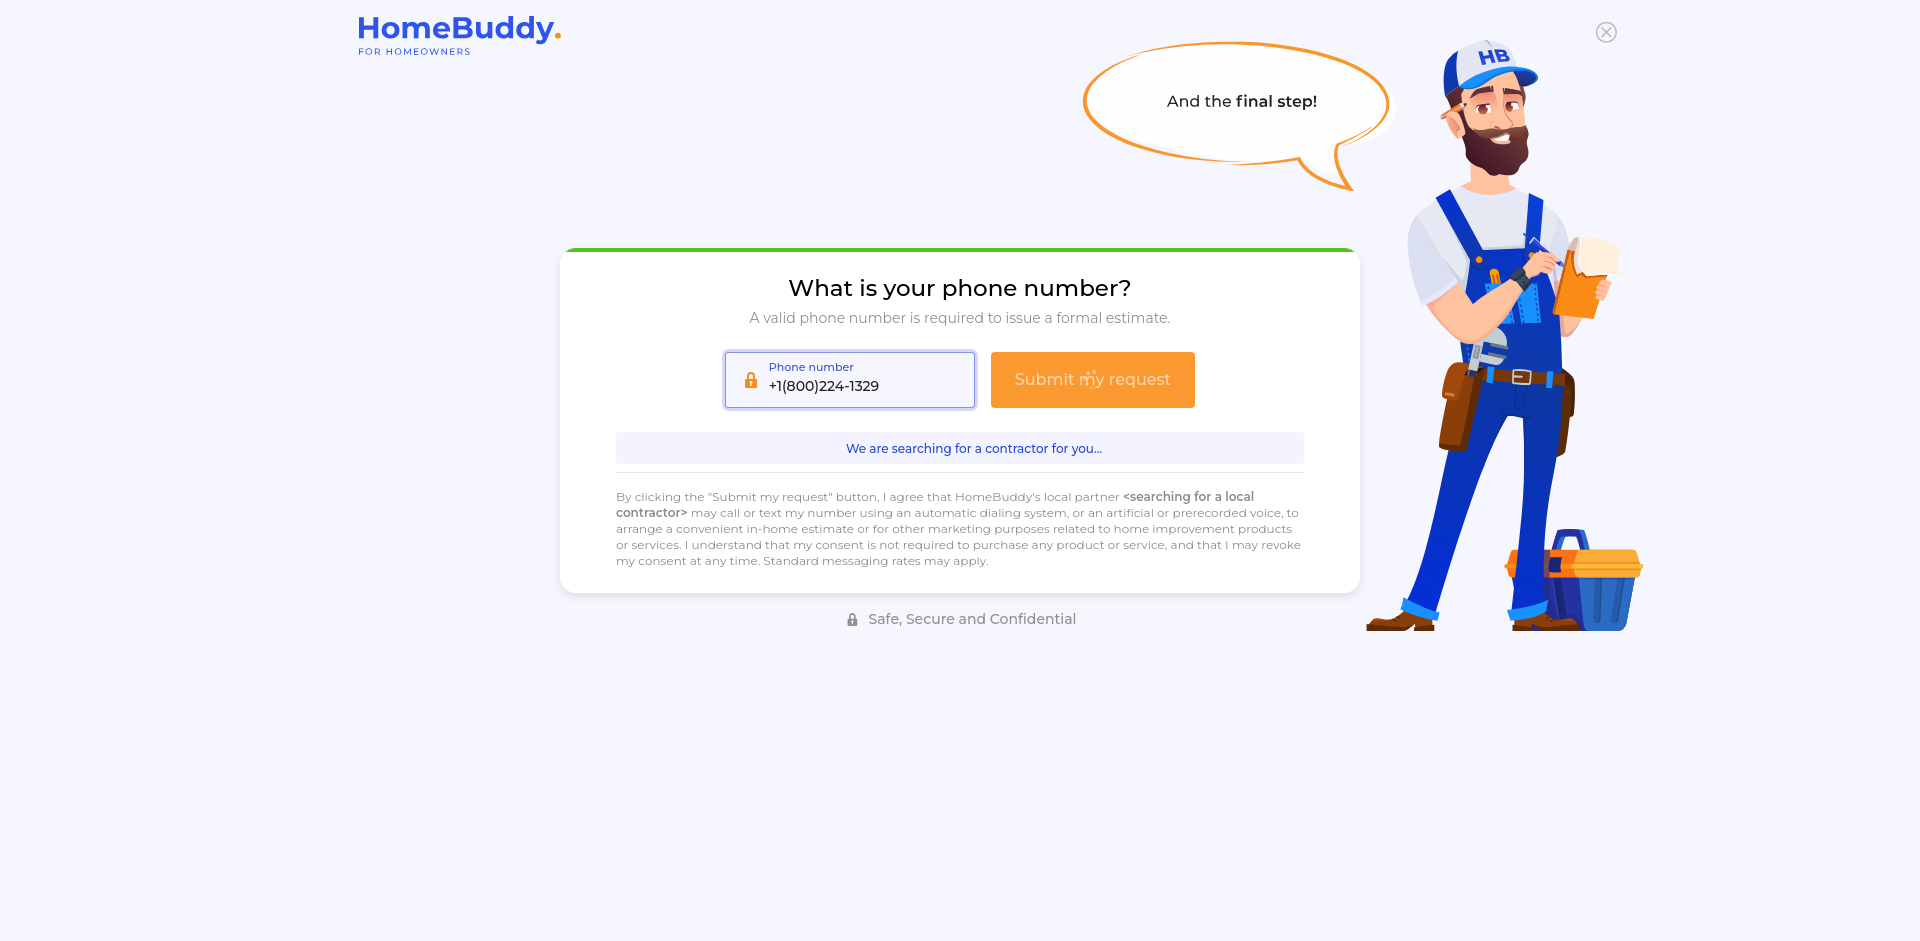 HomeBuddy.
FOR HOMEOWNERS
HB
And the final step!
What is your phone number?
A valid phone number is required to issue a formal estimate.
Phone number
+1(800)224-1329
Submit my request
We are searching for a contractor for you...
By clicking the "Submit my request" button, I agree that HomeBuddy's local partner <searching for a local
contractor> may call or text my number using an automatic dialing system, or an artificial or prerecorded voice, to
arrange a convenient in-home estimate or for other marketing purposes related to home improvement products
or services. I understand that my consent is not required to purchase any product or service, and that I may revoke
my consent at any time. Standard messaging rates may apply.
Safe, Secure and Confidential